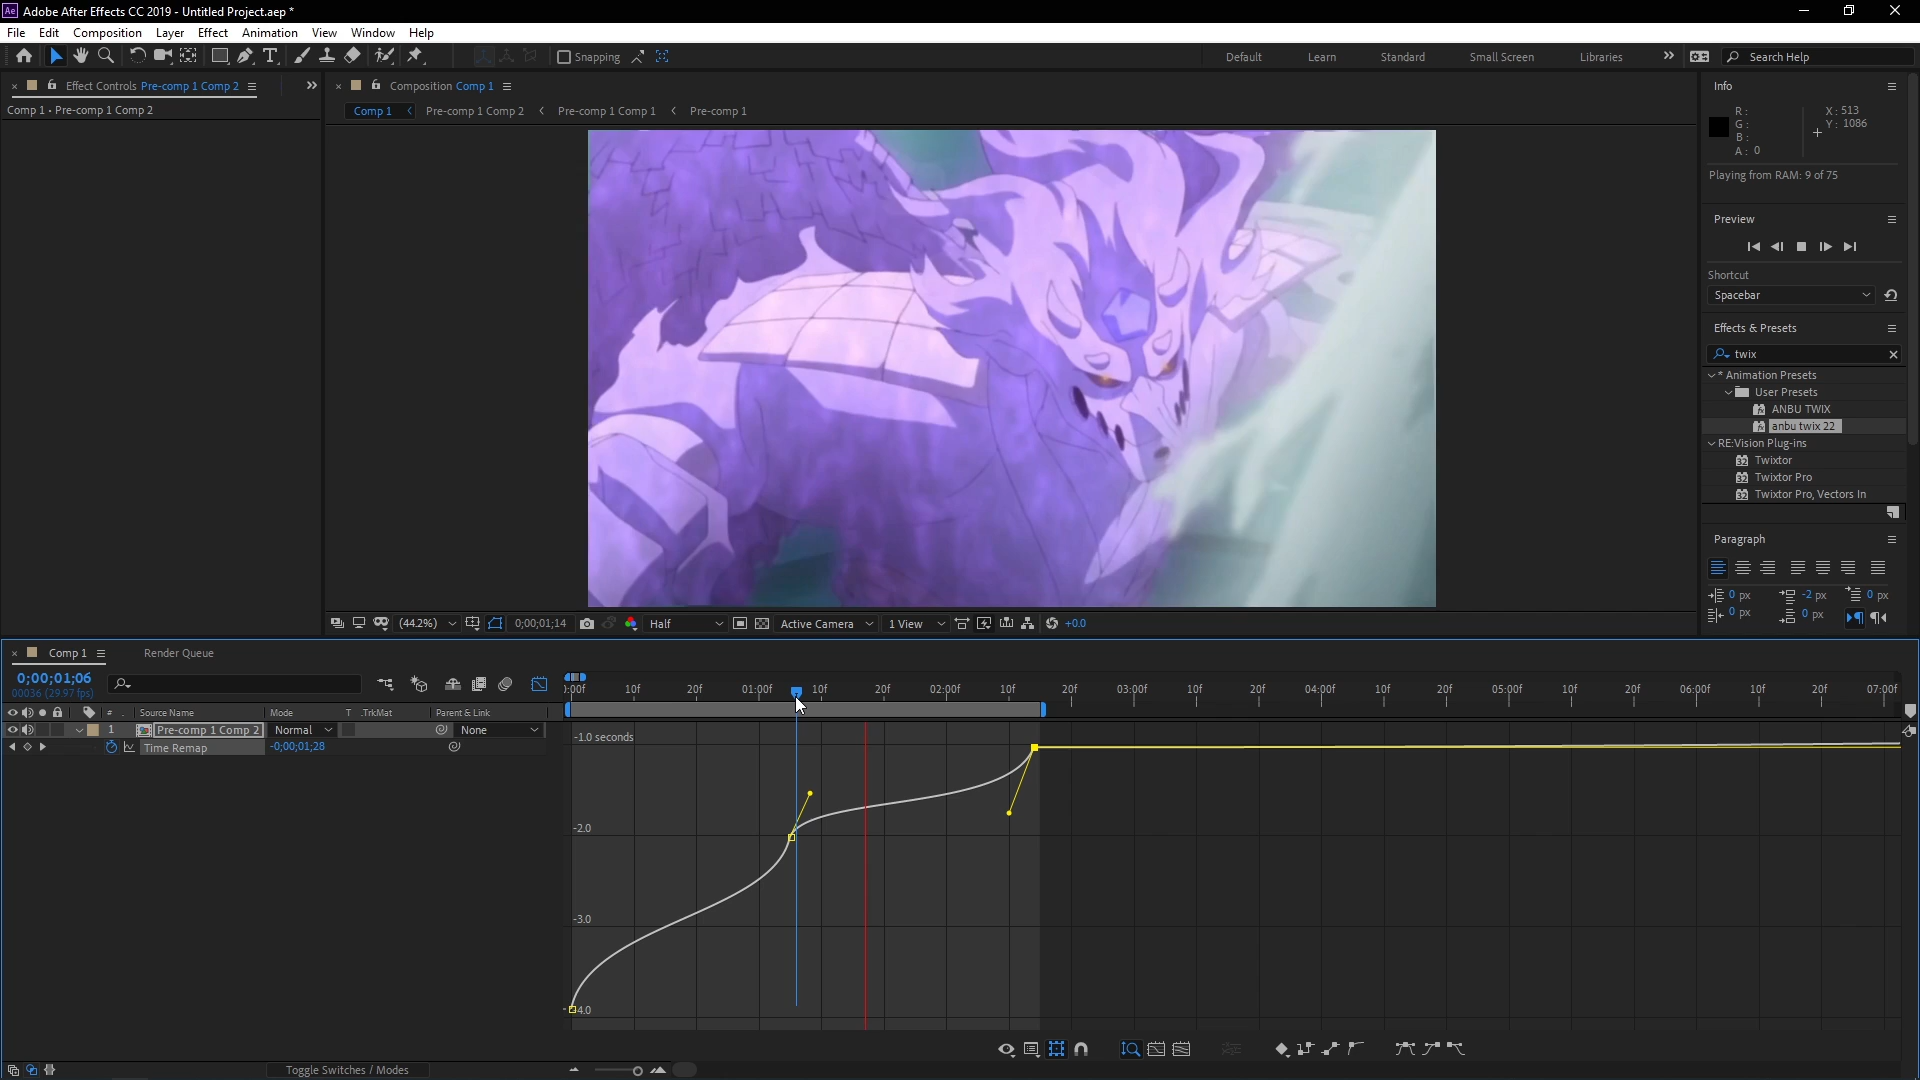 Ae Adobe After Effects CC 2019 - Untitled Project.aep *
File Edit Composition Layer Effect Animation View Window Help
Snapping
Default Learn Standard Small Screen Libraries Search Help
Effect Controls Pre-comp 1 Comp 2
Comp 1 • Pre-comp 1 Comp 2
Composition Comp 1
Comp 1 Pre-comp 1 Comp 2 Pre-comp 1 Comp 1 Pre-comp 1
Info
R:
G:
B:
A: 0
X: 513
Y: 1086
Playing from RAM: 9 of 75
Preview
Shortcut
Spacebar
Effects & Presets
twix
* Animation Presets
User Presets
ANBU TWIX
anbu twix 22
RE:Vision Plug-ins
32 Twixtor
32 Twixtor Pro
32 Twixtor Pro, Vectors In
Paragraph
0 px -2 px 0 px
0 px 0 px
(44.2%) 0;00;01;14 Half Active Camera 1 View +0.0
Comp 1 Render Queue
0;00;01;06
00036 (29.97 fps)
):00f 10f 20f 01:00f 10f 20f 02:00f 10f 20f 03:00f 10f 20f 04:00f 10f 20f 05:00f 10f 20f 06:00f 10f 20f 07:00f
# Source Name Mode T .TrkMat Parent & Link
1 Pre-comp 1 Comp 2 Normal None
Time Remap -0;00;01;28
-1.0 seconds
-2.0
-3.0
-4.0
Toggle Switches / Modes